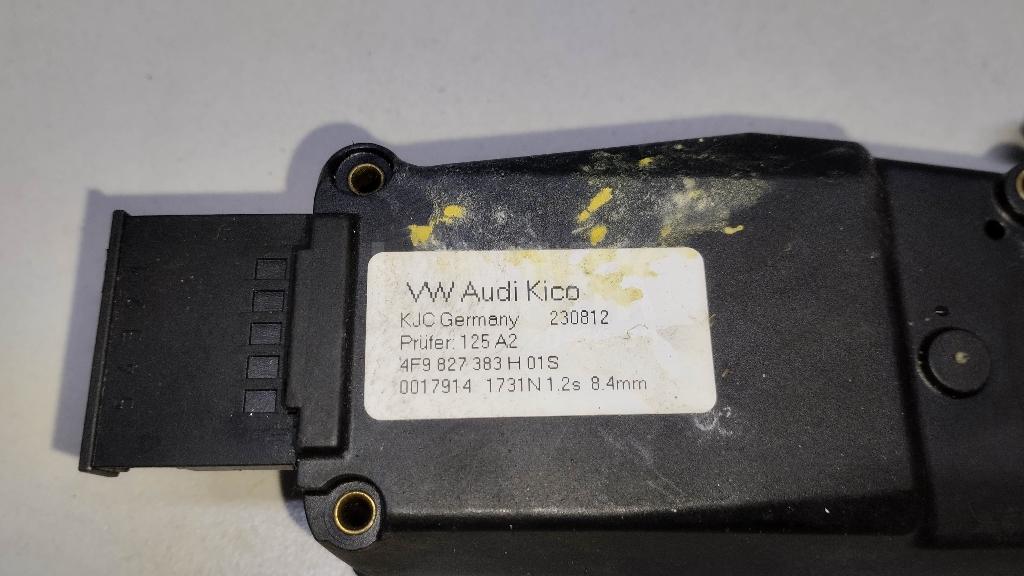 VW Audi Kico
KJC Germany 230812
Prüfer: 125 A2
4F9 827 383 H 01S
0017914 1731N 1.2s 8.4mm